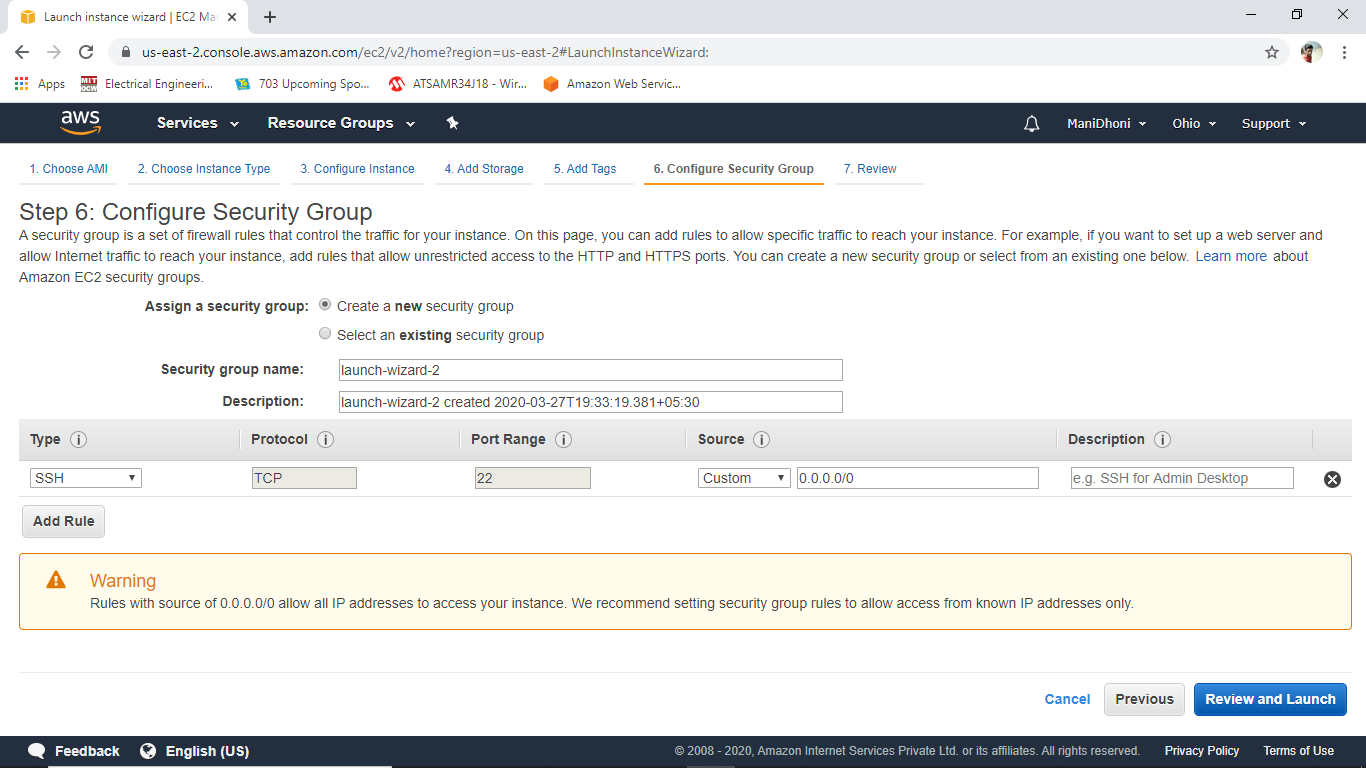 Launch instance wizard | EC2 Ma
us-east-2.console.aws.amazon.com/ec2/v2/home?region=us-east-2#LaunchInstanceWizard:
Apps MIT OCW Electrical Engineeri... 703 Upcoming Spo... ATSAMR34J18 - Wir... Amazon Web Servic...
aws Services Resource Groups ManiDhoni Ohio Support
1. Choose AMI 2. Choose Instance Type 3. Configure Instance 4. Add Storage 5. Add Tags 6. Configure Security Group 7. Review
Step 6: Configure Security Group
A security group is a set of firewall rules that control the traffic for your instance. On this page, you can add rules to allow specific traffic to reach your instance. For example, if you want to set up a web server and
allow Internet traffic to reach your instance, add rules that allow unrestricted access to the HTTP and HTTPS ports. You can create a new security group or select from an existing one below. Learn more about
Amazon EC2 security groups.
Assign a security group: Create a new security group
Select an existing security group
Security group name: launch-wizard-2
Description: launch-wizard-2 created 2020-03-27T19:33:19.381+05:30
Type i Protocol i Port Range i Source i Description i
SSH TCP 22 Custom 0.0.0.0/0 e.g. SSH for Admin Desktop
Add Rule
Warning
Rules with source of 0.0.0.0/0 allow all IP addresses to access your instance. We recommend setting security group rules to allow access from known IP addresses only.
Cancel Previous Review and Launch
Feedback English (US) © 2008 - 2020, Amazon Internet Services Private Ltd. or its affiliates. All rights reserved. Privacy Policy Terms of Use